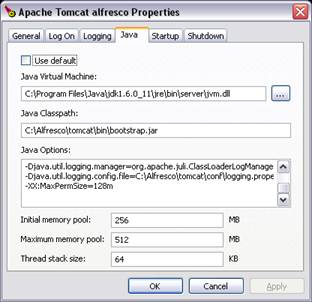 Apache Tomcat alfresco Properties
General Log On Logging Java Startup Shutdown
Use default
Java Virtual Machine:
C:\Program Files\Java\jdk1.6.0_11\jre\bin\server\jvm.dll ...
Java Classpath:
C:\Alfresco\tomcat\bin\bootstrap.jar
Java Options:
-Djava.util.logging.manager=org.apache.juli.ClassLoaderLogManage
-Djava.util.logging.config.file=C:\Alfresco\tomcat\conf\logging.prope
-XX:MaxPermSize=128m
Initial memory pool: 256 MB
Maximum memory pool: 512 MB
Thread stack size: 64 KB
OK Cancel Apply